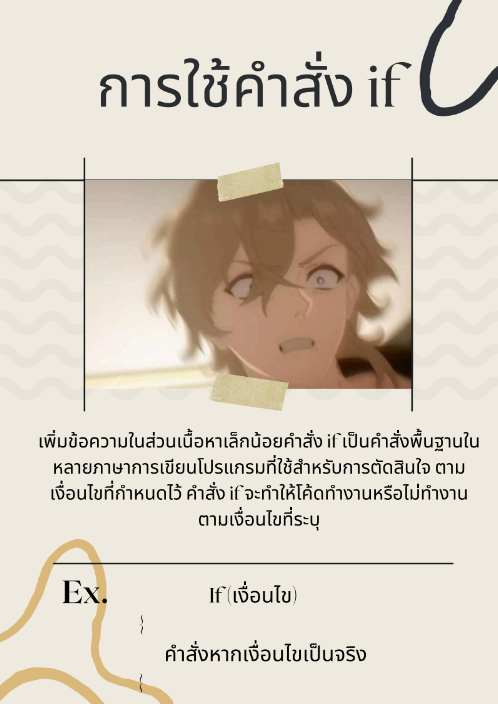 การใช้คำสั่ง if
เพิ่มข้อความในส่วนเนื้อหาเล็กน้อยคำสั่ง if เป็นคำสั่งพื้นฐานใน
หลายภาษาการเขียนโปรแกรมที่ใช้สำหรับการตัดสินใจ ตาม
เงื่อนไขที่กำหนดไว้ คำสั่ง if จะทำให้โค้ดทำงานหรือไม่ทำงาน
ตามเงื่อนไขที่ระบุ
Ex. If (เงื่อนไข)
{
คำสั่งหากเงื่อนไขเป็นจริง
}